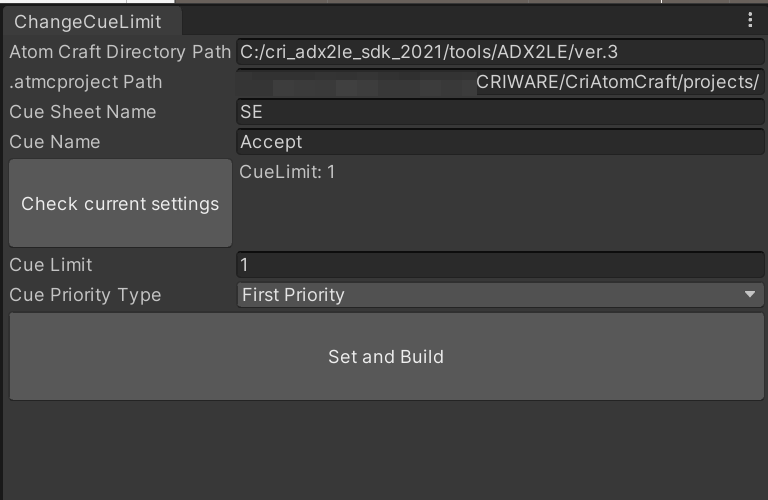 ChangeCueLimit
Atom Craft Directory Path C:/cri_adx2le_sdk_2021/tools/ADX2LE/ver.3
.atmcproject Path CRIWARE/CriAtomCraft/projects/
Cue Sheet Name SE
Cue Name Accept
Check current settings CueLimit: 1
Cue Limit 1
Cue Priority Type First Priority
Set and Build